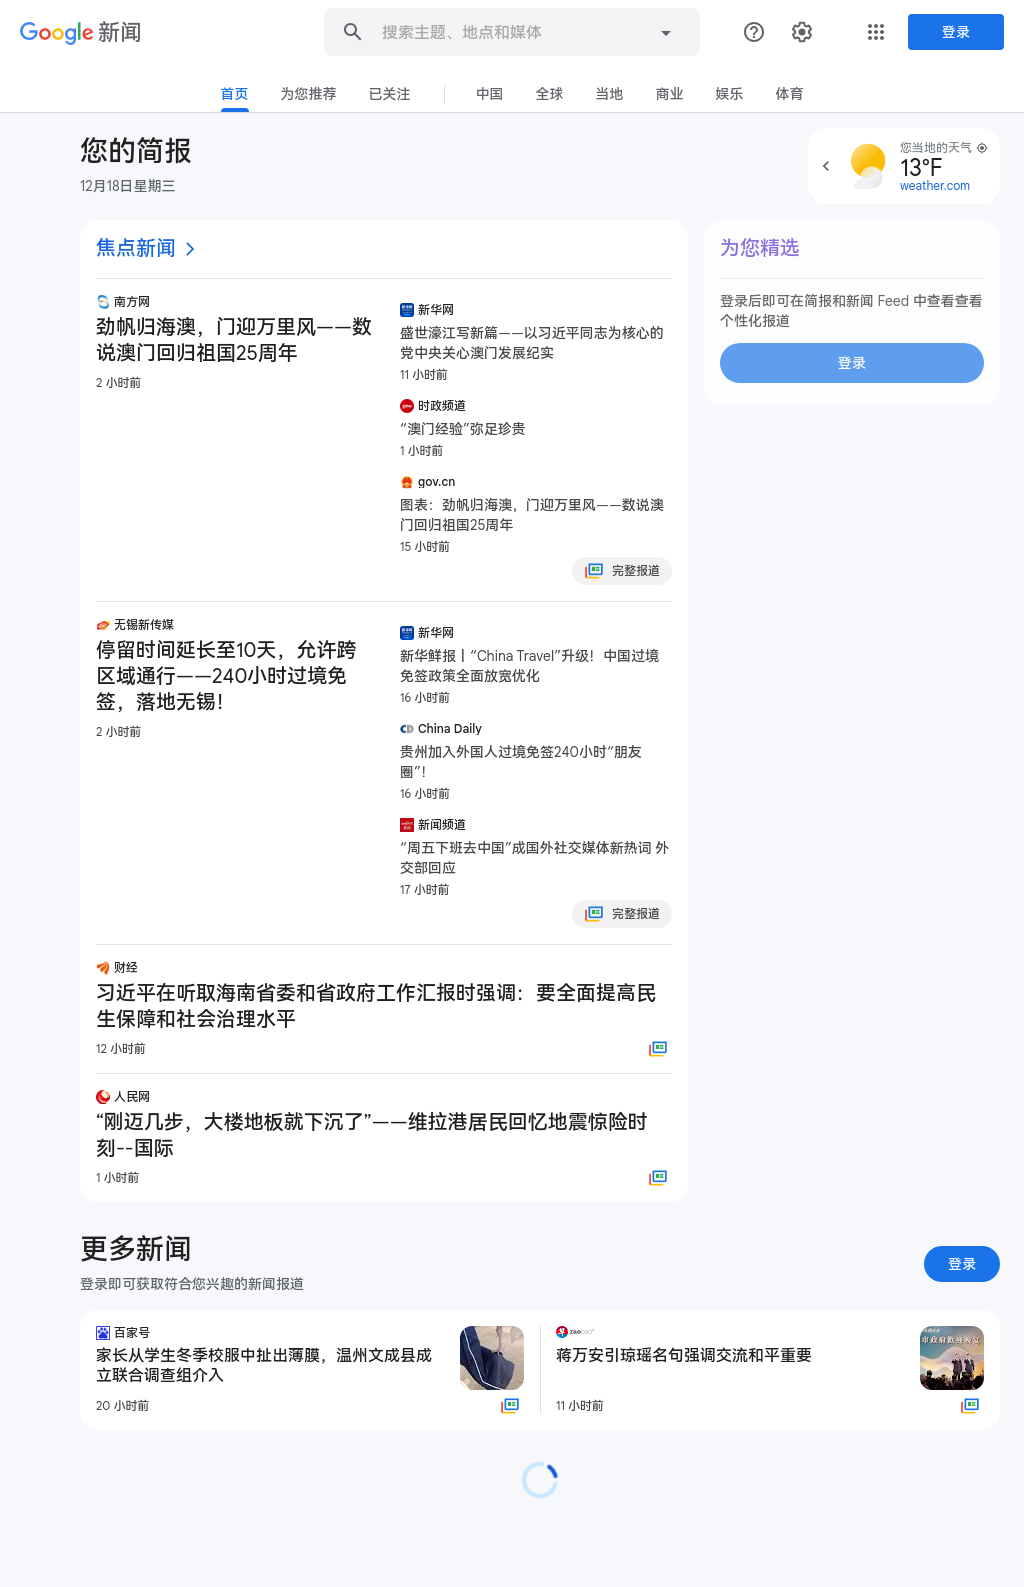 Google 新闻
搜索主题、地点和媒体
登录
首页
为您推荐
已关注
中国
全球
当地
商业
娱乐
体育
您的简报
12月18日星期三
您当地的天气
13°F
weather.com
焦点新闻
南方网
劲帆归海澳，门迎万里风——数
说澳门回归祖国25周年
2 小时前
新华网
盛世濠江写新篇——以习近平同志为核心的
党中央关心澳门发展纪实
11 小时前
时政频道
“澳门经验”弥足珍贵
1 小时前
gov.cn
图表：劲帆归海澳，门迎万里风——数说澳
门回归祖国25周年
15 小时前
完整报道
无锡新传媒
停留时间延长至10天，允许跨
区域通行——240小时过境免
签，落地无锡！
2 小时前
新华网
新华鲜报丨“China Travel”升级！中国过境
免签政策全面放宽优化
16 小时前
China Daily
贵州加入外国人过境免签240小时“朋友
圈”！
16 小时前
新闻频道
“周五下班去中国”成国外社交媒体新热词 外
交部回应
17 小时前
完整报道
财经
习近平在听取海南省委和省政府工作汇报时强调：要全面提高民
生保障和社会治理水平
12 小时前
人民网
“刚迈几步，大楼地板就下沉了”——维拉港居民回忆地震惊险时
刻--国际
1 小时前
为您精选
登录后即可在简报和新闻 Feed 中查看查看
个性化报道
登录
更多新闻
登录即可获取符合您兴趣的新闻报道
登录
百家号
家长从学生冬季校服中扯出薄膜，温州文成县成
立联合调查组介入
20 小时前
zaobao
蒋万安引琼瑶名句强调交流和平重要
11 小时前
市政府歡迎晚宴